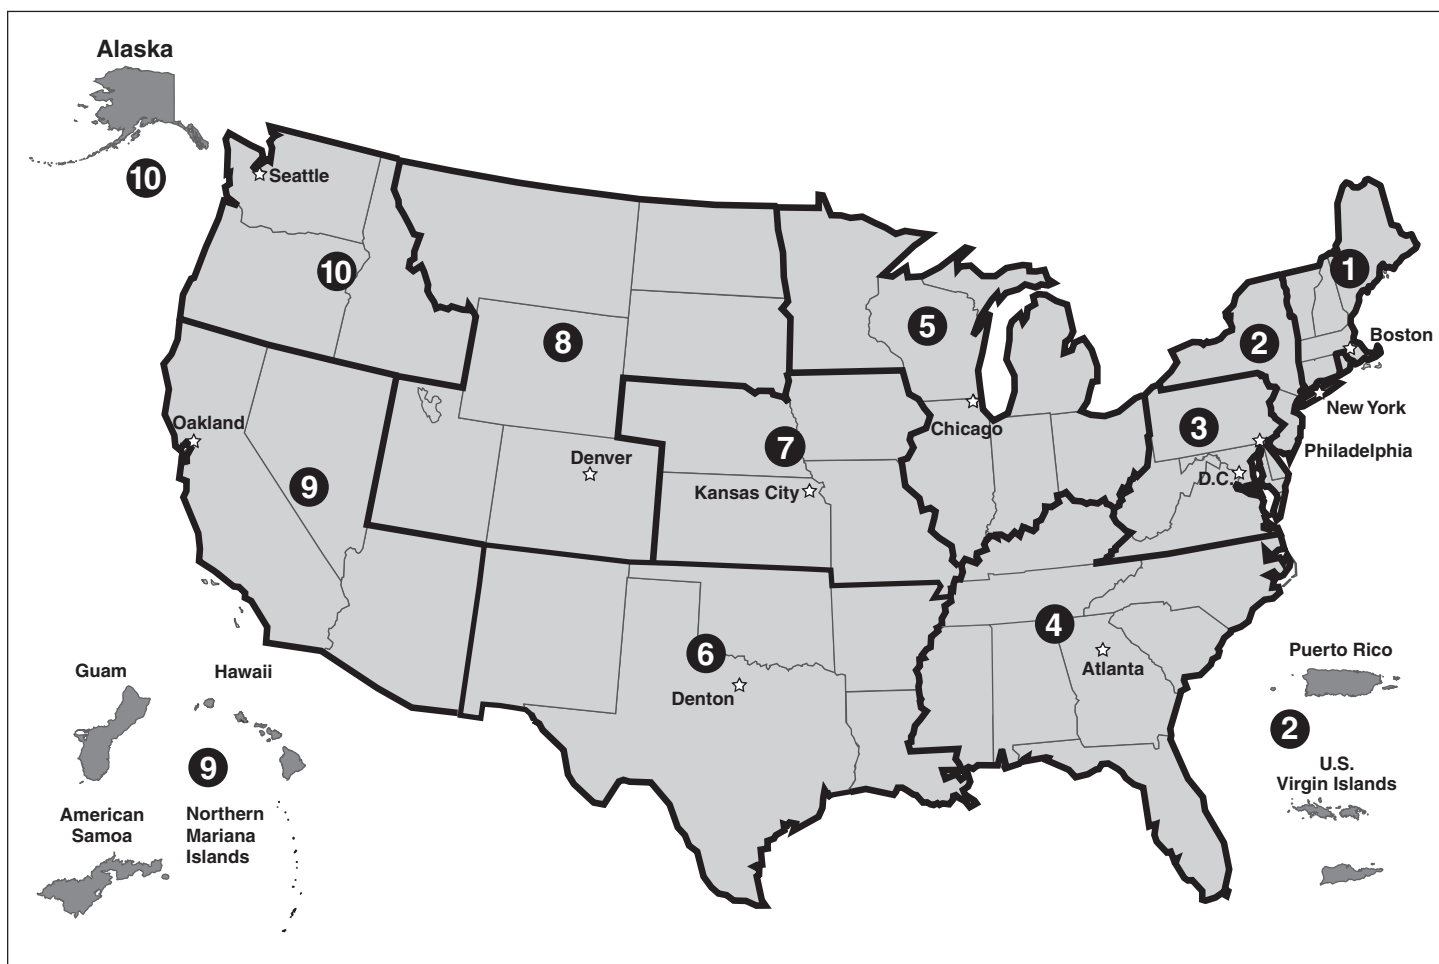 Alaska
10
Seattle
10
1
5
Boston
8
2
New York
Oakland
Chicago
3
7
Philadelphia
Denver
D.C.
9
Kansas City
4
6
Atlanta
Puerto Rico
Guam
Hawaii
Denton
2
9
U.S.
Virgin Islands
American
Samoa
Northern
Mariana
Islands